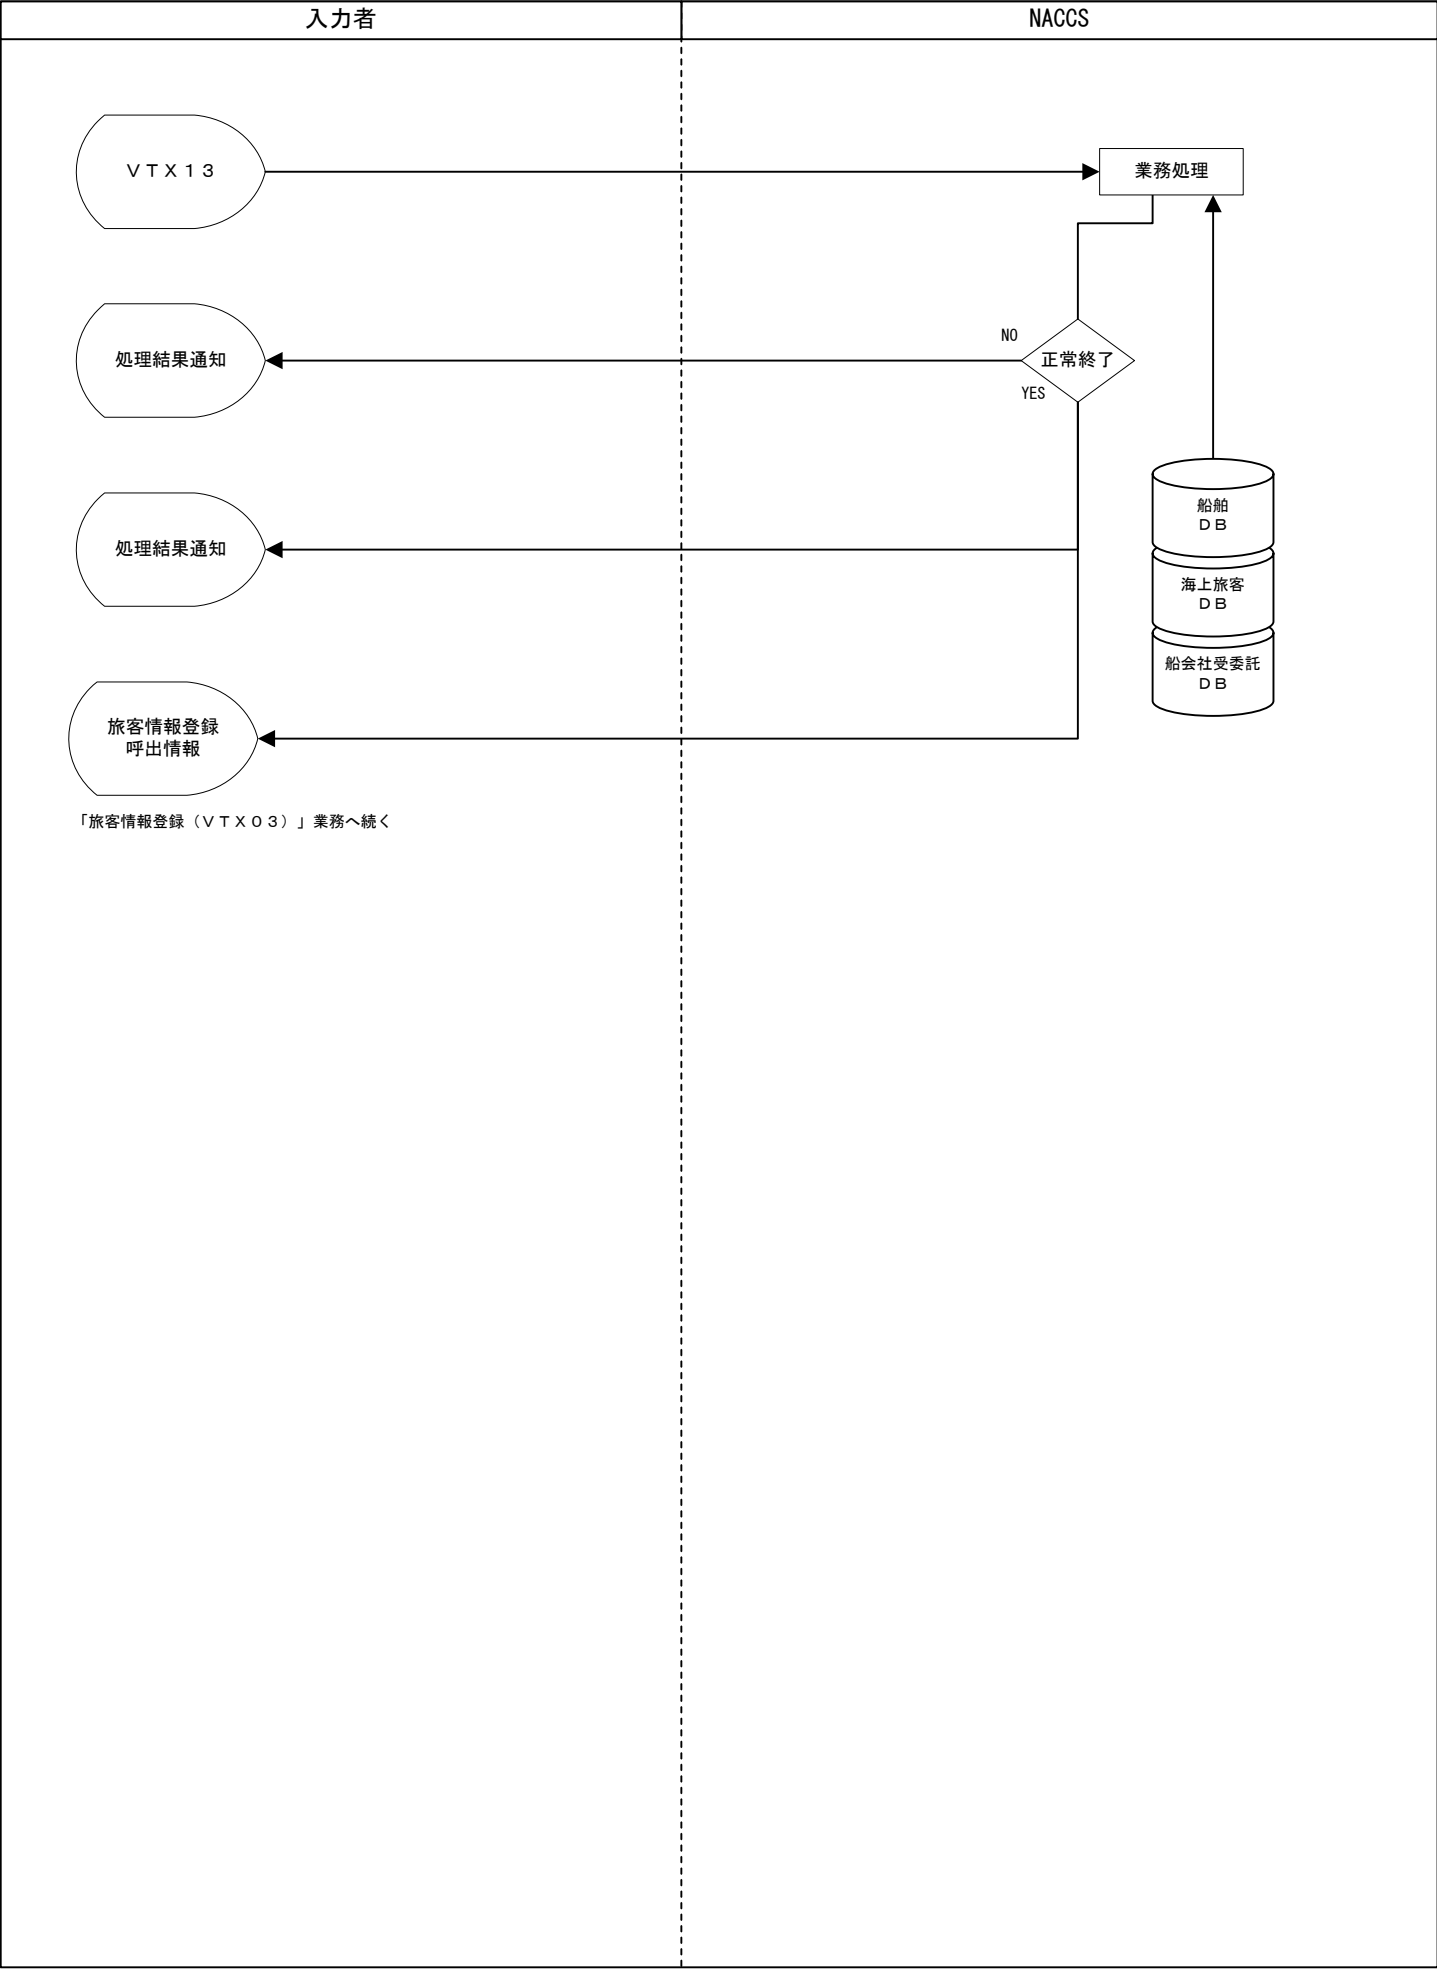 入力者
NACCS
ＶＴＸ１３
業務処理
NO
処理結果通知
正常終了
YES
処理結果通知
船舶
ＤＢ
海上旅客
ＤＢ
船会社受委託
ＤＢ
旅客情報登録
呼出情報
「旅客情報登録（ＶＴＸ０３）」業務へ続く